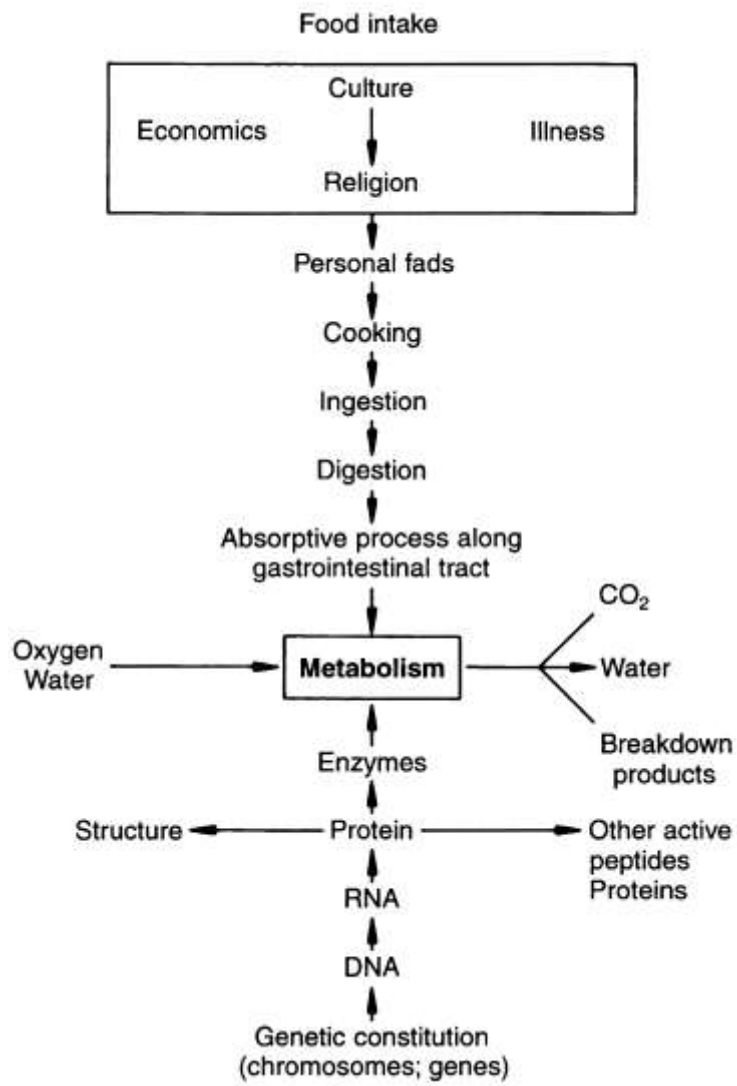 Food intake
Culture
Economics
Illness
Religion
Personal fads
Cooking
Ingestion
Digestion
Absorptive process along
gastrointestinal tract
CO₂
Oxygen
Water
Metabolism
Water
Breakdown
products
Enzymes
Structure
Protein
Other active
peptides
Proteins
RNA
DNA
Genetic constitution
(chromosomes; genes)